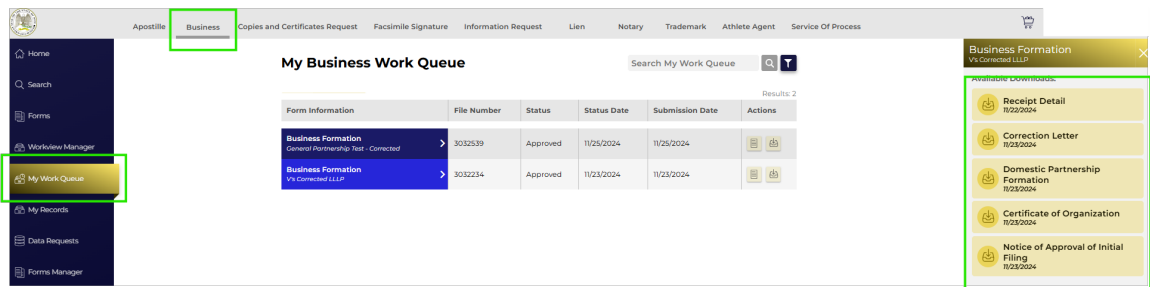 Apostille Business Copies and Certificates Request Facsimile Signature Information Request Lien Notary Trademark Athlete Agent Service Of Process
Home
Search
Forms
Workview Manager
My Work Queue
My Records
Data Requests
Forms Manager
My Business Work Queue
Search My Work Queue
Results: 2
Form Information File Number Status Status Date Submission Date Actions
Business Formation
General Partnership Test - Corrected
3032539 Approved 11/25/2024 11/25/2024
Business Formation
V's Corrected LLLP
3032234 Approved 11/23/2024 11/23/2024
Business Formation
V's Corrected LLLP
Available Downloads:
Receipt Detail
11/22/2024
Correction Letter
11/23/2024
Domestic Partnership
Formation
11/23/2024
Certificate of Organization
11/23/2024
Notice of Approval of Initial
Filing
11/23/2024